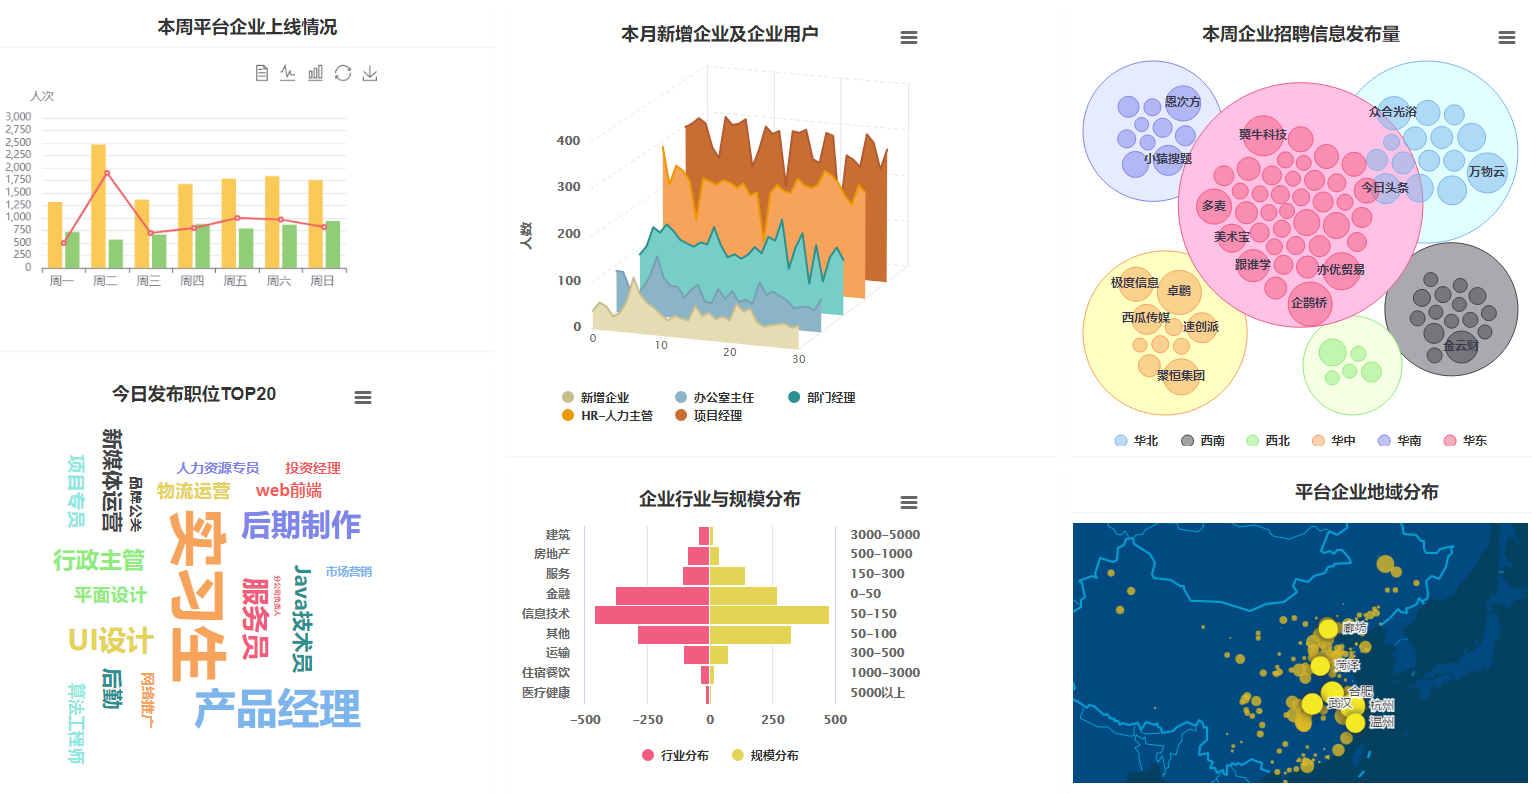 本周平台企业上线情况
人次
3,000
2,750
2,500
2,250
2,000
1,750
1,500
1,250
1,000
750
500
250
0
周一 周二 周三 周四 周五 周六 周日
本月新增企业及企业用户
人数
400
300
200
100
0
0 10 20 30
新增企业 办公室主任 部门经理
HR-人力主管 项目经理
本周企业招聘信息发布量
恩次方
小猿搜题
众合光浴
万物云
翼牛科技
今日头条
多麦
美术宝
跟准学
亦优贸易
企鹊桥
极度信息
卓鹏
西瓜传媒
速创派
聚恒集团
金云财
华北 西南 西北 华中 华南 华东
今日发布职位TOP20
项目专员
新媒体运营
品牌公关
人力资源专员
投资经理
物流运营
web前端
实习生
后期制作
行政主管
平面设计
服务员
分公司负责人
Java技术员
市场营销
UI设计
后勤
网络推广
算法工程师
产品经理
企业行业与规模分布
建筑 3000-5000
房地产 500-1000
服务 150-300
金融 0-50
信息技术 50-150
其他 50-100
运输 300-500
住宿餐饮 1000-3000
医疗健康 5000以上
-500 -250 0 250 500
行业分布 规模分布
平台企业地域分布
廊坊
菏泽
合肥
武汉
杭州
温州